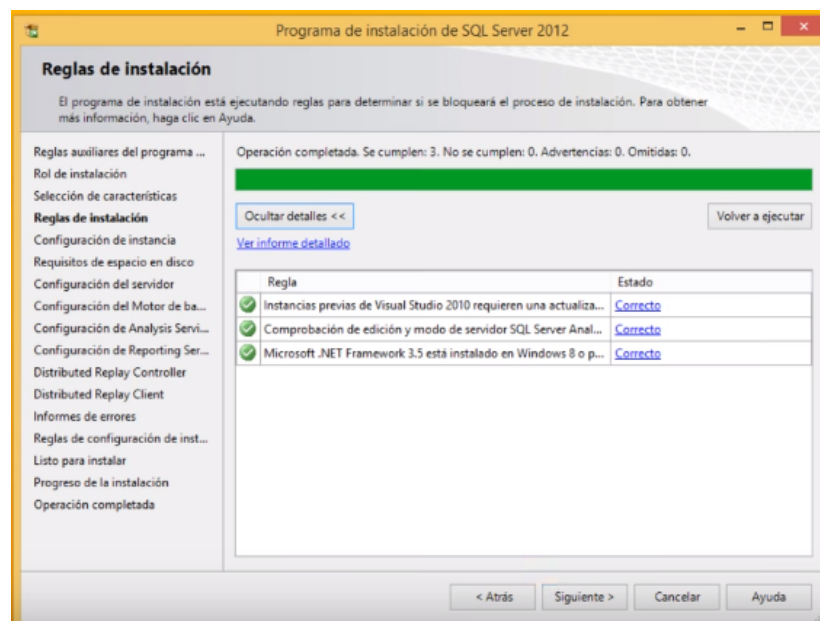 Programa de instalación de SQL Server 2012
Reglas de instalación
El programa de instalación está ejecutando reglas para determinar si se bloqueará el proceso de instalación. Para obtener
más información, haga clic en Ayuda.
Reglas auxiliares del programa ...
Rol de instalación
Selección de características
Reglas de instalación
Configuración de instancia
Requisitos de espacio en disco
Configuración del servidor
Configuración del Motor de ba...
Configuración de Analysis Servi...
Configuración de Reporting Ser...
Distributed Replay Controller
Distributed Replay Client
Informes de errores
Reglas de configuración de inst...
Listo para instalar
Progreso de la instalación
Operación completada
Operación completada. Se cumplen: 3. No se cumplen: 0. Advertencias: 0. Omitidas: 0.
Ocultar detalles <<
Volver a ejecutar
Ver informe detallado
Regla Estado
Instancias previas de Visual Studio 2010 requieren una actualiza... Correcto
Comprobación de edición y modo de servidor SQL Server Anal... Correcto
Microsoft .NET Framework 3.5 está instalado en Windows 8 o p... Correcto
< Atrás Siguiente > Cancelar Ayuda